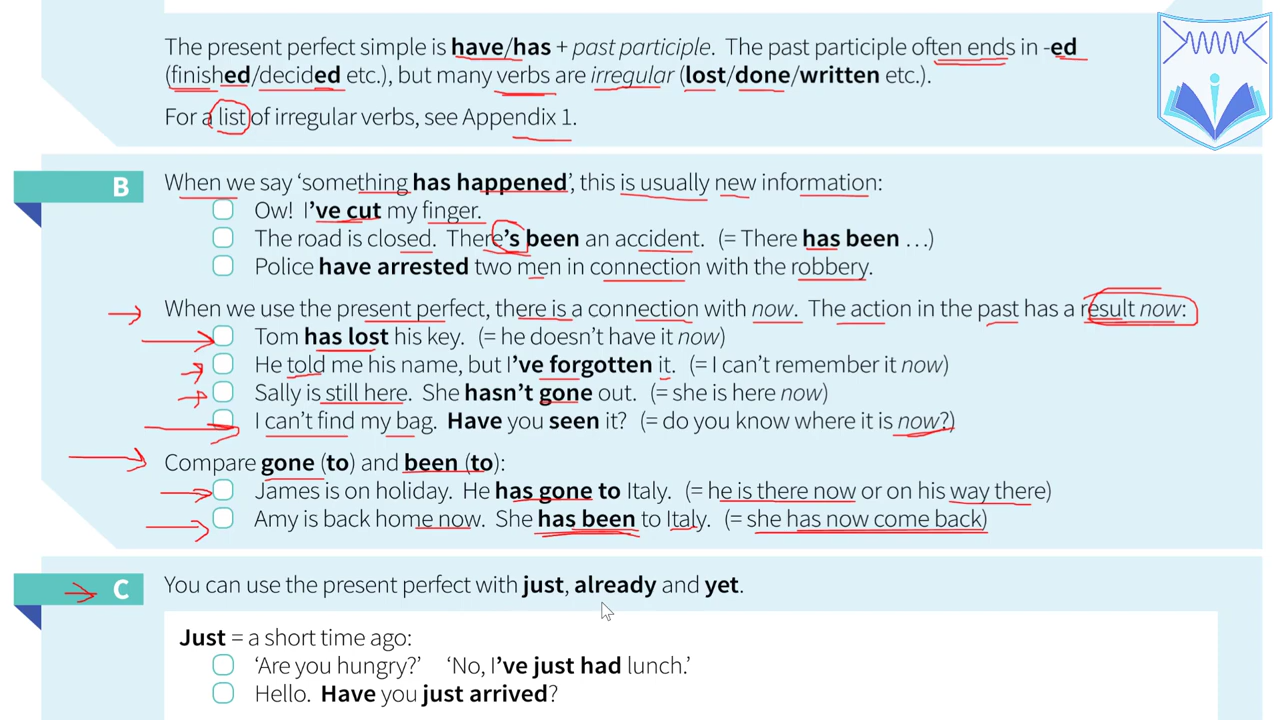 The present perfect simple is have/has + past participle. The past participle often ends in -ed
(finished/decided etc.), but many verbs are irregular (lost/done/written etc.).
For a list of irregular verbs, see Appendix 1.
B
When we say ‘something has happened’, this is usually new information:
Ow! I’ve cut my finger.
The road is closed. There’s been an accident. (= There has been …)
Police have arrested two men in connection with the robbery.
When we use the present perfect, there is a connection with now. The action in the past has a result now:
Tom has lost his key. (= he doesn’t have it now)
He told me his name, but I’ve forgotten it. (= I can’t remember it now)
Sally is still here. She hasn’t gone out. (= she is here now)
I can’t find my bag. Have you seen it? (= do you know where it is now?)
Compare gone (to) and been (to):
James is on holiday. He has gone to Italy. (= he is there now or on his way there)
Amy is back home now. She has been to Italy. (= she has now come back)
C
You can use the present perfect with just, already and yet.
Just = a short time ago:
‘Are you hungry?’ ‘No, I’ve just had lunch.’
Hello. Have you just arrived?